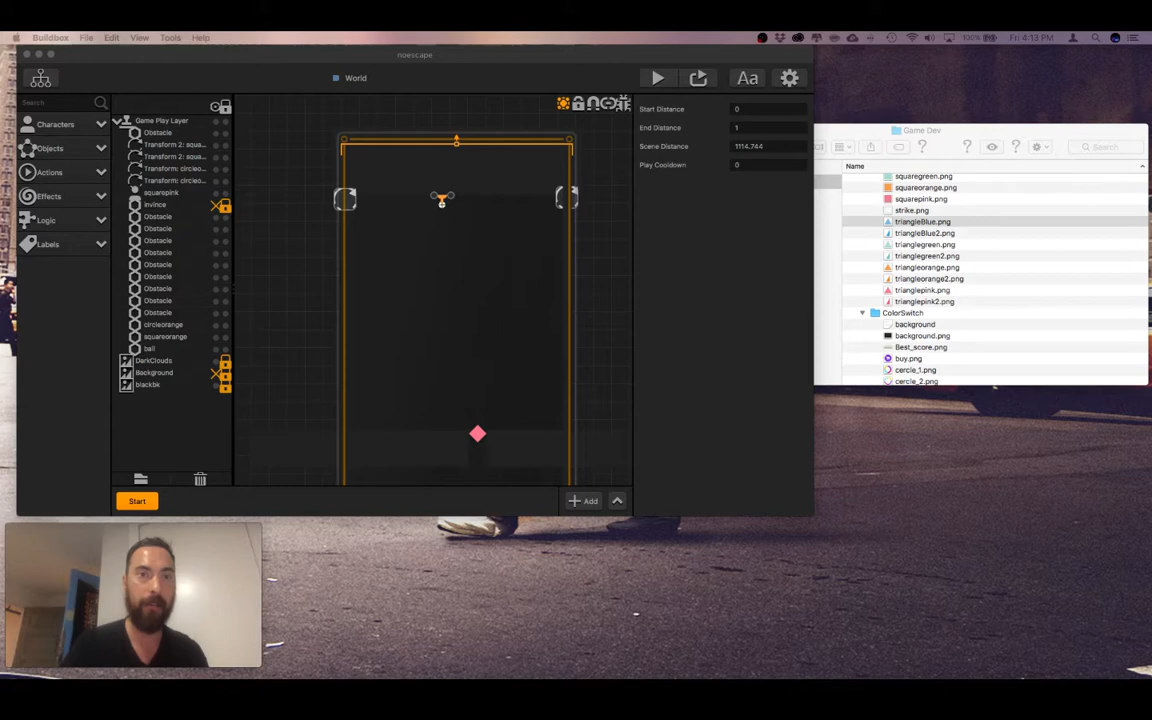 Buildbox File Edit View Tools Help
100% Fri 4:13 PM
noescape
World
Aa
Search
Characters
Objects
Actions
Effects
Logic
Labels
Game Play Layer
Obstacle
Transform 2: squa...
Transform 2: squa...
Transform: circleo...
Transform: circleo...
squarepink
invince
Obstacle
Obstacle
Obstacle
Obstacle
Obstacle
Obstacle
Obstacle
Obstacle
Obstacle
circleorange
squareorange
ball
DarkClouds
Background
blackbk
Start
Add
Start Distance 0
End Distance 1
Scene Distance 1114.744
Play Cooldown 0
Game Dev
Search
Name
squaregreen.png
squareorange.png
squarepink.png
strike.png
triangleBlue.png
triangleBlue2.png
trianglegreen.png
trianglegreen2.png
triangleorange.png
triangleorange2.png
trianglepink.png
trianglepink2.png
ColorSwitch
background
background.png
Best_score.png
buy.png
cercle_1.png
cercle_2.png